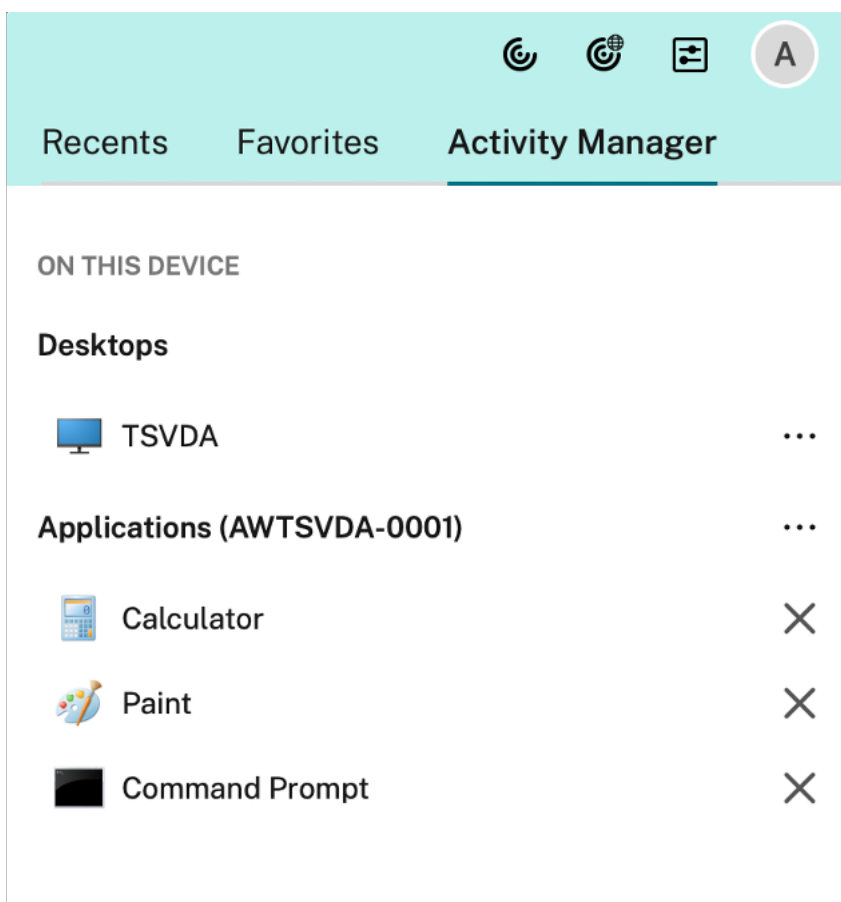 A
Recents Favorites Activity Manager
ON THIS DEVICE
Desktops
TSVDA ...
Applications (AWTSVDA-0001) ...
Calculator
Paint
Command Prompt